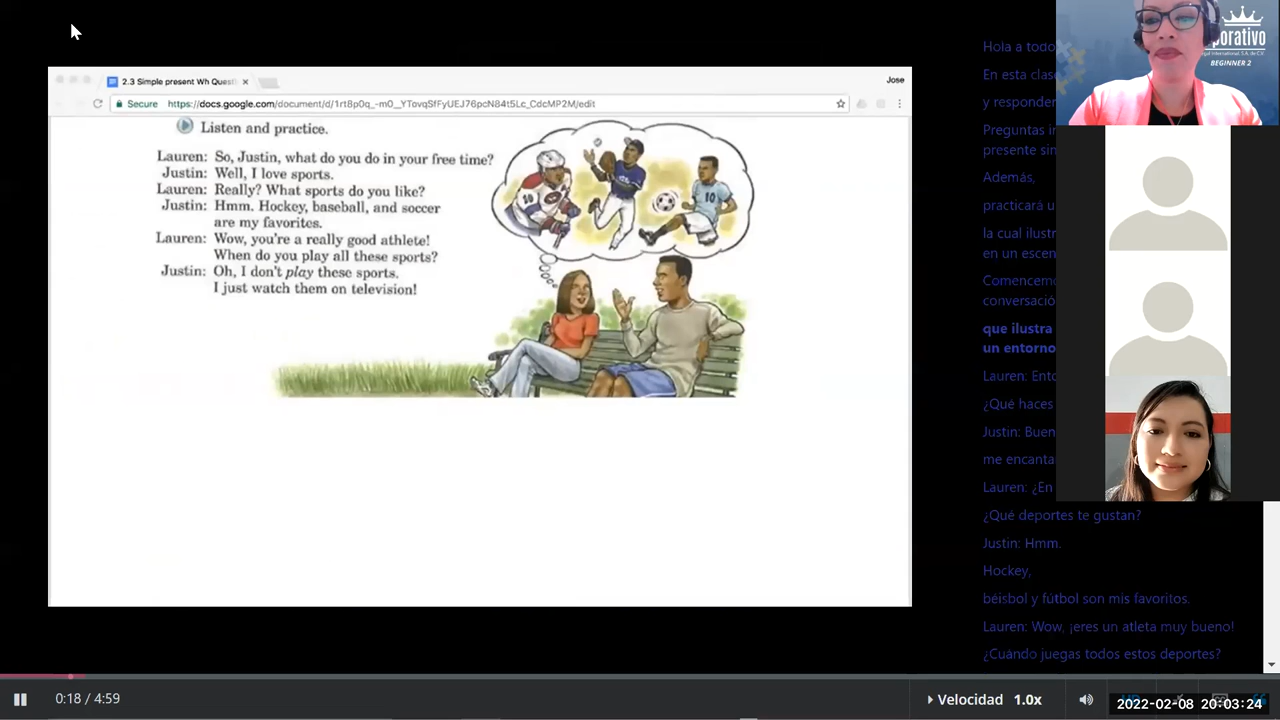 2.3 Simple present Wh Quest
Jose
Secure
https://docs.google.com/document/d/1rt8p0q_-m0__YTovqSfFyUEJ76pcN84t5Lc_CdcMP2M/edit
Listen and practice.
Lauren: So, Justin, what do you do in your free time?
Justin: Well, I love sports.
Lauren: Really? What sports do you like?
Justin: Hmm. Hockey, baseball, and soccer
are my favorites.
Lauren: Wow, you're a really good athlete!
When do you play all these sports?
Justin: Oh, I don't play these sports.
I just watch them on television!
10
10
Hola a todo
En esta clas
y responder
Preguntas in
presente sin
Además,
practicará u
la cual ilustr
en un escen
Comencemo
conversació
que ilustra
un entorno
Lauren: Ento
¿Qué haces
Justin: Buen
me encanta
Lauren: ¿En
¿Qué deportes te gustan?
Justin: Hmm.
Hockey,
béisbol y fútbol son mis favoritos.
Lauren: Wow, ¡eres un atleta muy bueno!
¿Cuándo juegas todos estos deportes?
porativo
BEGINNER 2
0:18 / 4:59
Velocidad 1.0x
2022-02-08 20:03:24